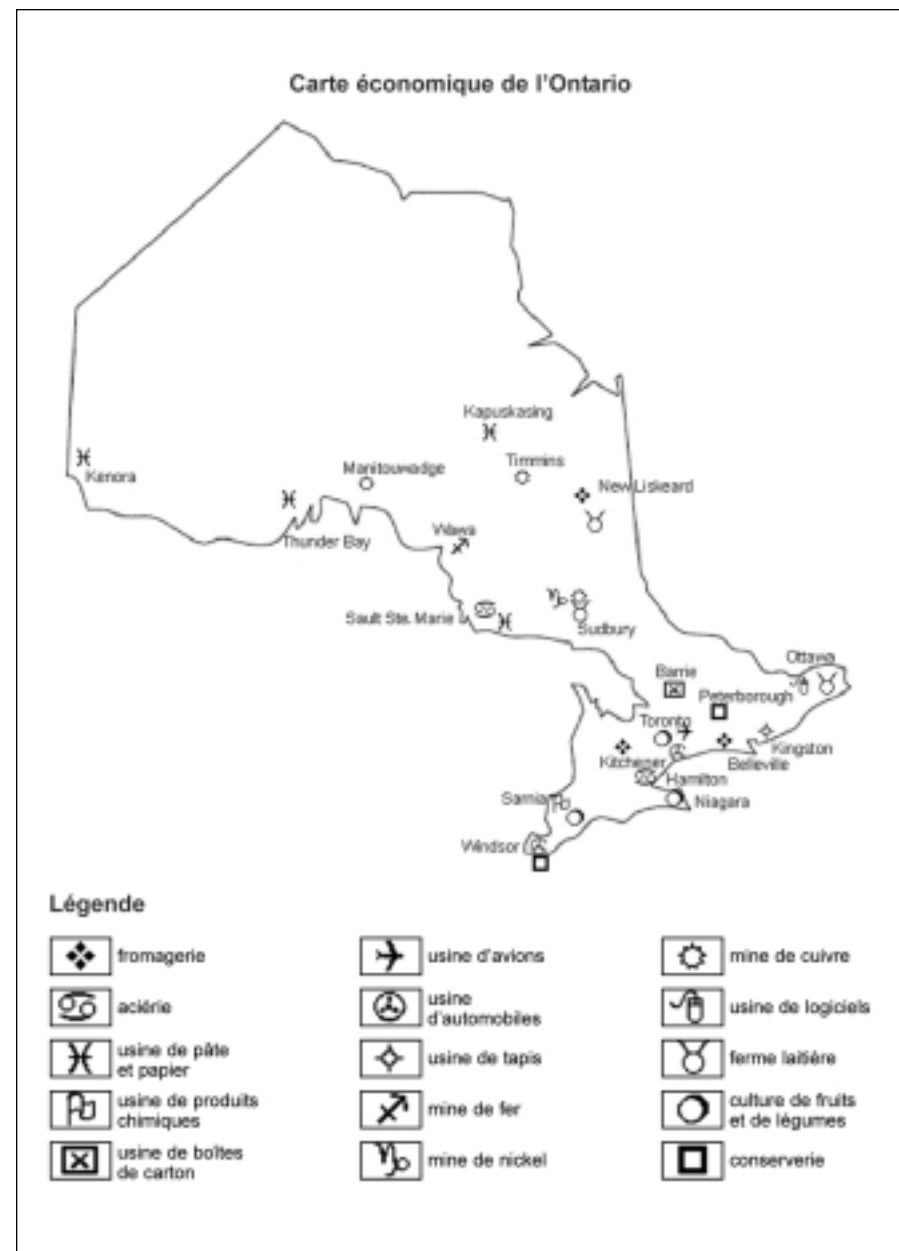 Carte économique de l'Ontario
Kapuskasing
Timmins
Manitouwadge
Kenora
New Liskeard
Wawa
Thunder Bay
Sault Ste. Marie
Sudbury
Ottawa
Barrie
Peterborough
Toronto
Kingston
Kitchener
Belleville
Hamilton
Sarnia
Niagara
Windsor
Légende
fromagerie
usine d'avions
mine de cuivre
aciérie
usine
d'automobiles
usine de logiciels
usine de pâte
et papier
usine de tapis
ferme laitière
usine de produits
chimiques
mine de fer
culture de fruits
et de légumes
usine de boîtes
de carton
mine de nickel
conserverie